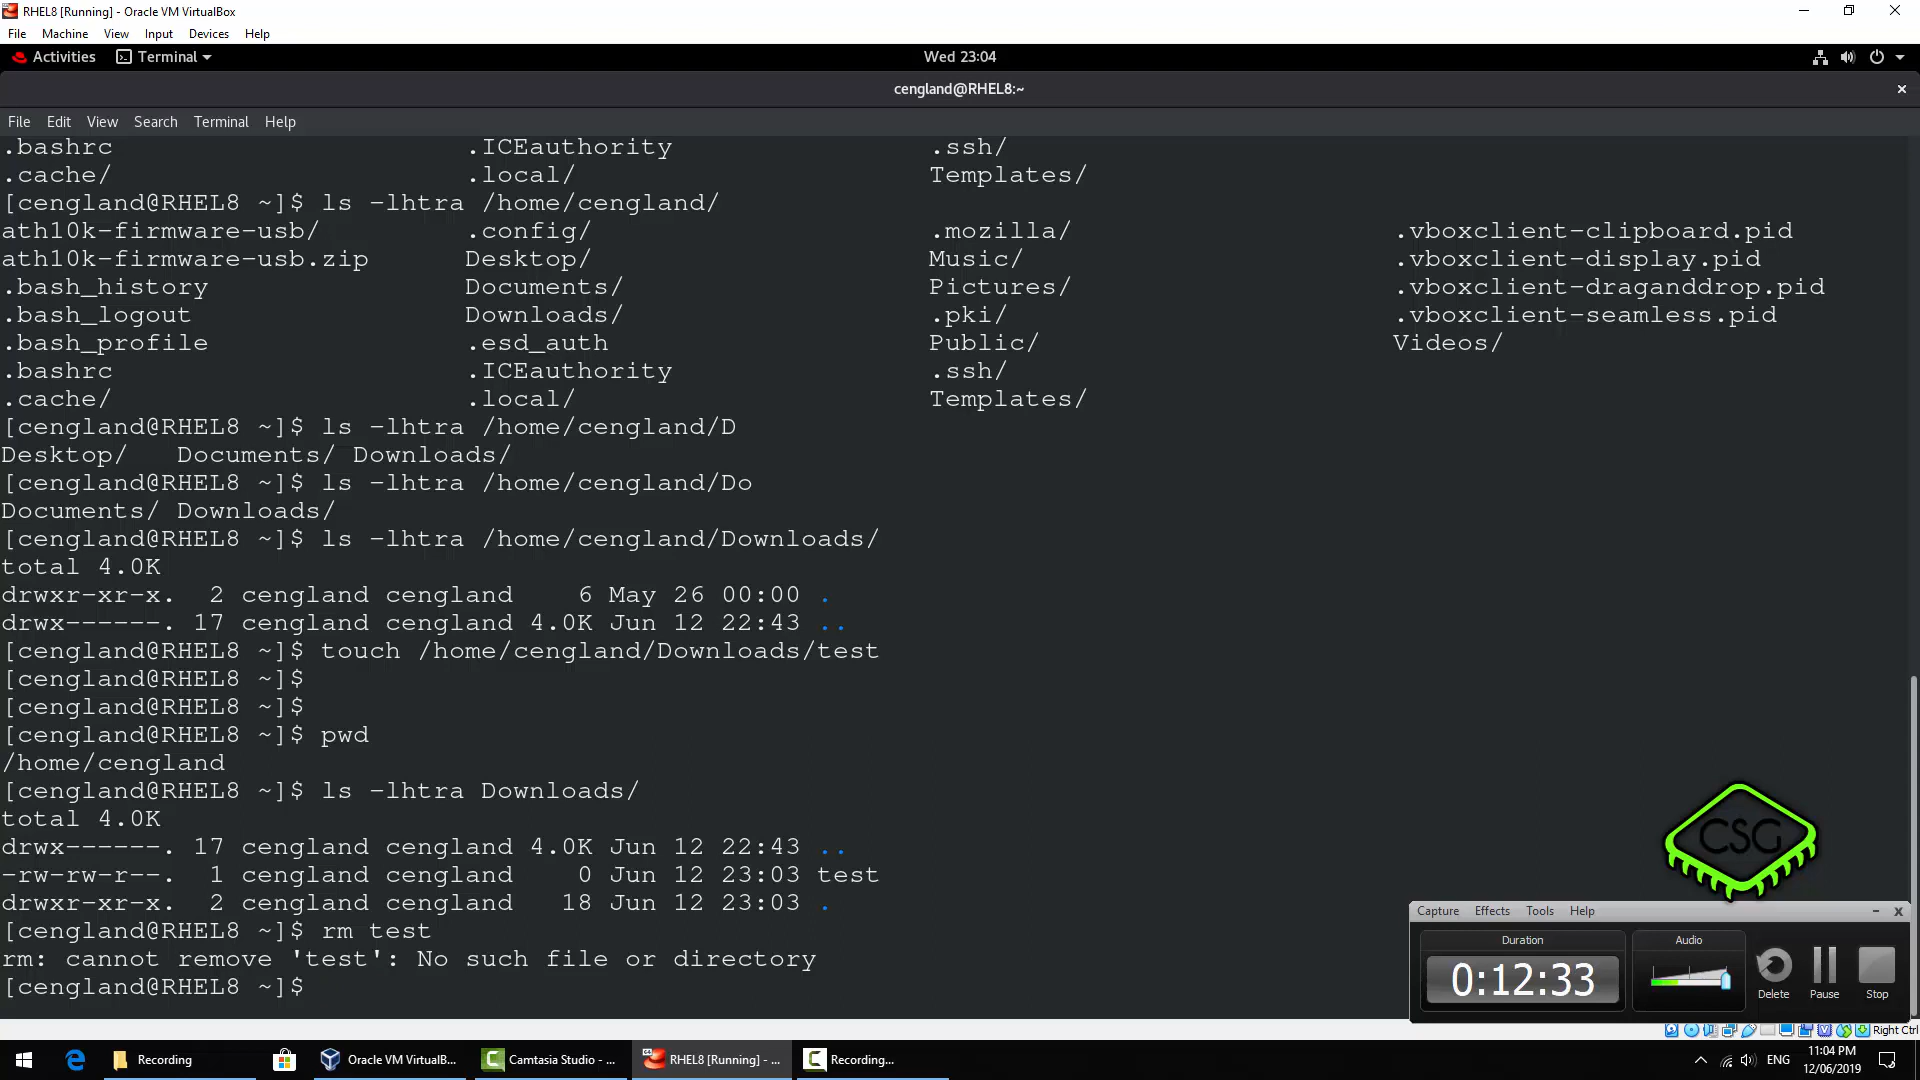 RHEL8 [Running] - Oracle VM VirtualBox
File Machine View Input Devices Help
Activities Terminal Wed 23:04
cengland@RHEL8:~
File Edit View Search Terminal Help
.bashrc .ICEauthority .ssh/
.cache/ .local/ Templates/
[cengland@RHEL8 ~]$ ls -lhtra /home/cengland/
ath10k-firmware-usb/ .config/ .mozilla/ .vboxclient-clipboard.pid
ath10k-firmware-usb.zip Desktop/ Music/ .vboxclient-display.pid
.bash_history Documents/ Pictures/ .vboxclient-draganddrop.pid
.bash_logout Downloads/ .pki/ .vboxclient-seamless.pid
.bash_profile .esd_auth Public/ Videos/
.bashrc .ICEauthority .ssh/
.cache/ .local/ Templates/
[cengland@RHEL8 ~]$ ls -lhtra /home/cengland/D
Desktop/ Documents/ Downloads/
[cengland@RHEL8 ~]$ ls -lhtra /home/cengland/Do
Documents/ Downloads/
[cengland@RHEL8 ~]$ ls -lhtra /home/cengland/Downloads/
total 4.0K
drwxr-xr-x. 2 cengland cengland 6 May 26 00:00 .
drwx------. 17 cengland cengland 4.0K Jun 12 22:43 ..
[cengland@RHEL8 ~]$ touch /home/cengland/Downloads/test
[cengland@RHEL8 ~]$
[cengland@RHEL8 ~]$
[cengland@RHEL8 ~]$ pwd
/home/cengland
[cengland@RHEL8 ~]$ ls -lhtra Downloads/
total 4.0K
drwx------. 17 cengland cengland 4.0K Jun 12 22:43 ..
-rw-rw-r--. 1 cengland cengland 0 Jun 12 23:03 test
drwxr-xr-x. 2 cengland cengland 18 Jun 12 23:03 .
[cengland@RHEL8 ~]$ rm test
rm: cannot remove 'test': No such file or directory
[cengland@RHEL8 ~]$
CSG
Capture Effects Tools Help
Duration Audio
0:12:33
Delete Pause Stop
Right Ctrl
Recording Oracle VM VirtualB... Camtasia Studio - ... RHEL8 [Running] - ... Recording...
ENG
11:04 PM
12/06/2019